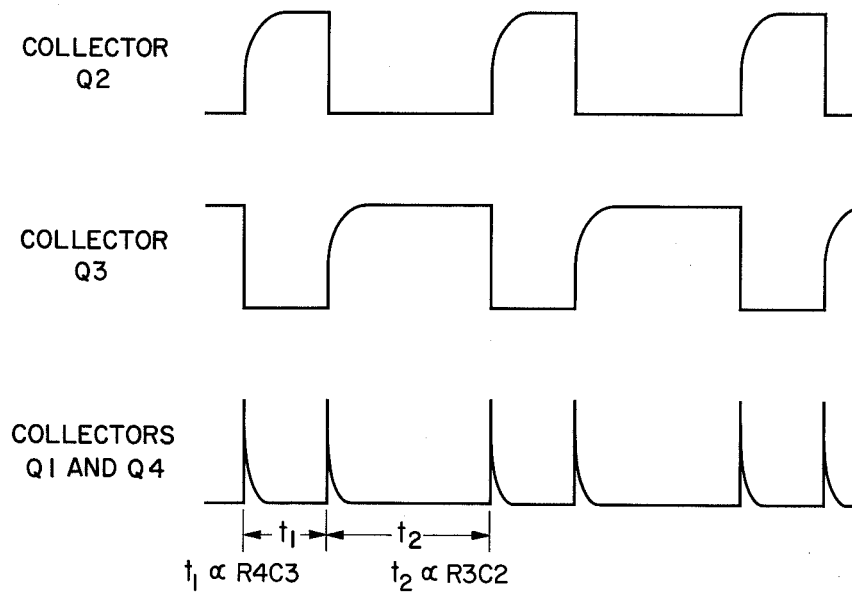 COLLECTOR
Q2
COLLECTOR
Q3
COLLECTORS
Q1 AND Q4
t₁
t₂
t₁ ∝ R4C3
t₂ ∝ R3C2